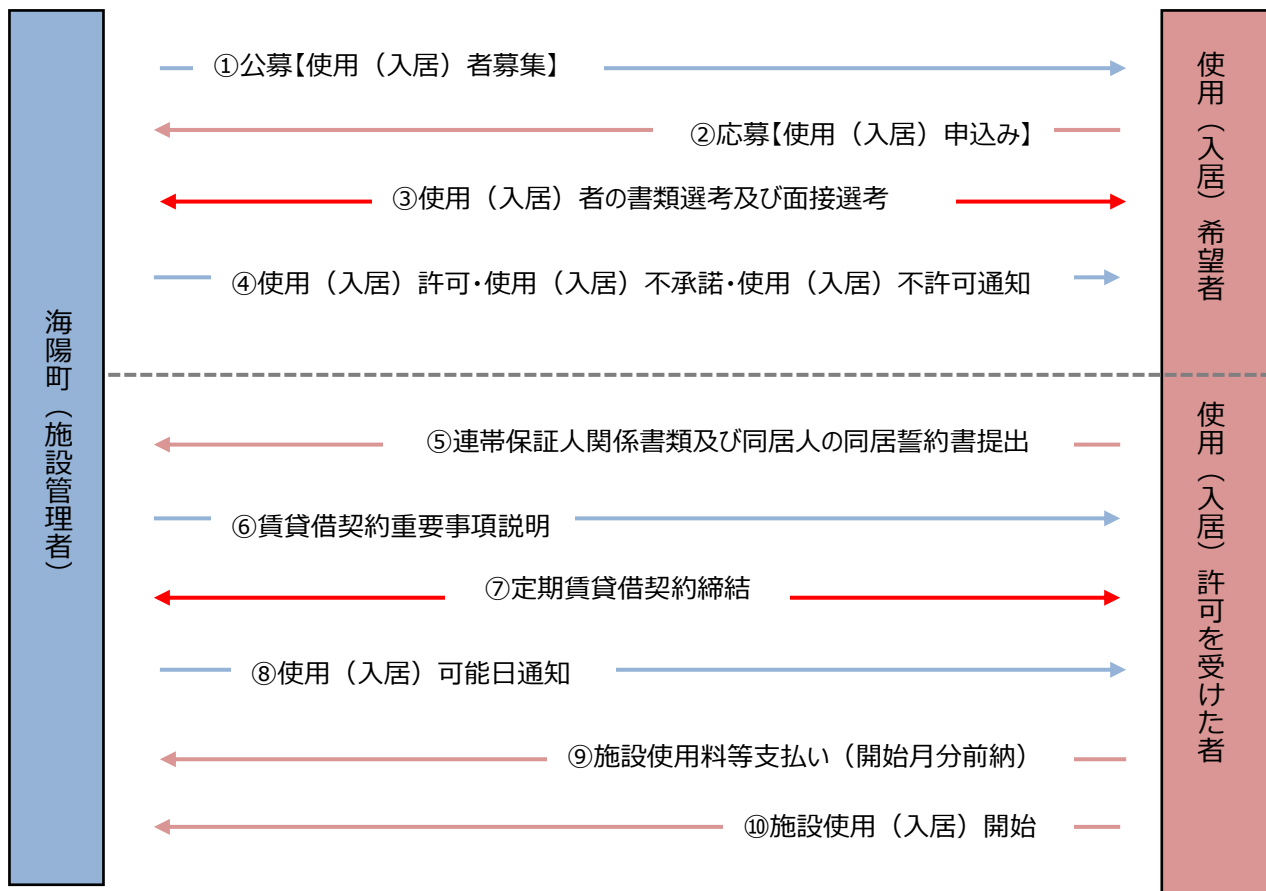 ①公募【使用（入居）者募集】
②応募【使用（入居）申込み】
③使用（入居）者の書類選考及び面接選考
④使用（入居）許可・使用（入居）不承諾・使用（入居）不許可通知
使用（入居）希望者
海陽町（施設管理者）
⑤連帯保証人関係書類及び同居人の同居誓約書提出
⑥賃貸借契約重要事項説明
⑦定期賃貸借契約締結
⑧使用（入居）可能日通知
⑨施設使用料等支払い（開始月分前納）
⑩施設使用（入居）開始
使用（入居）許可を受けた者